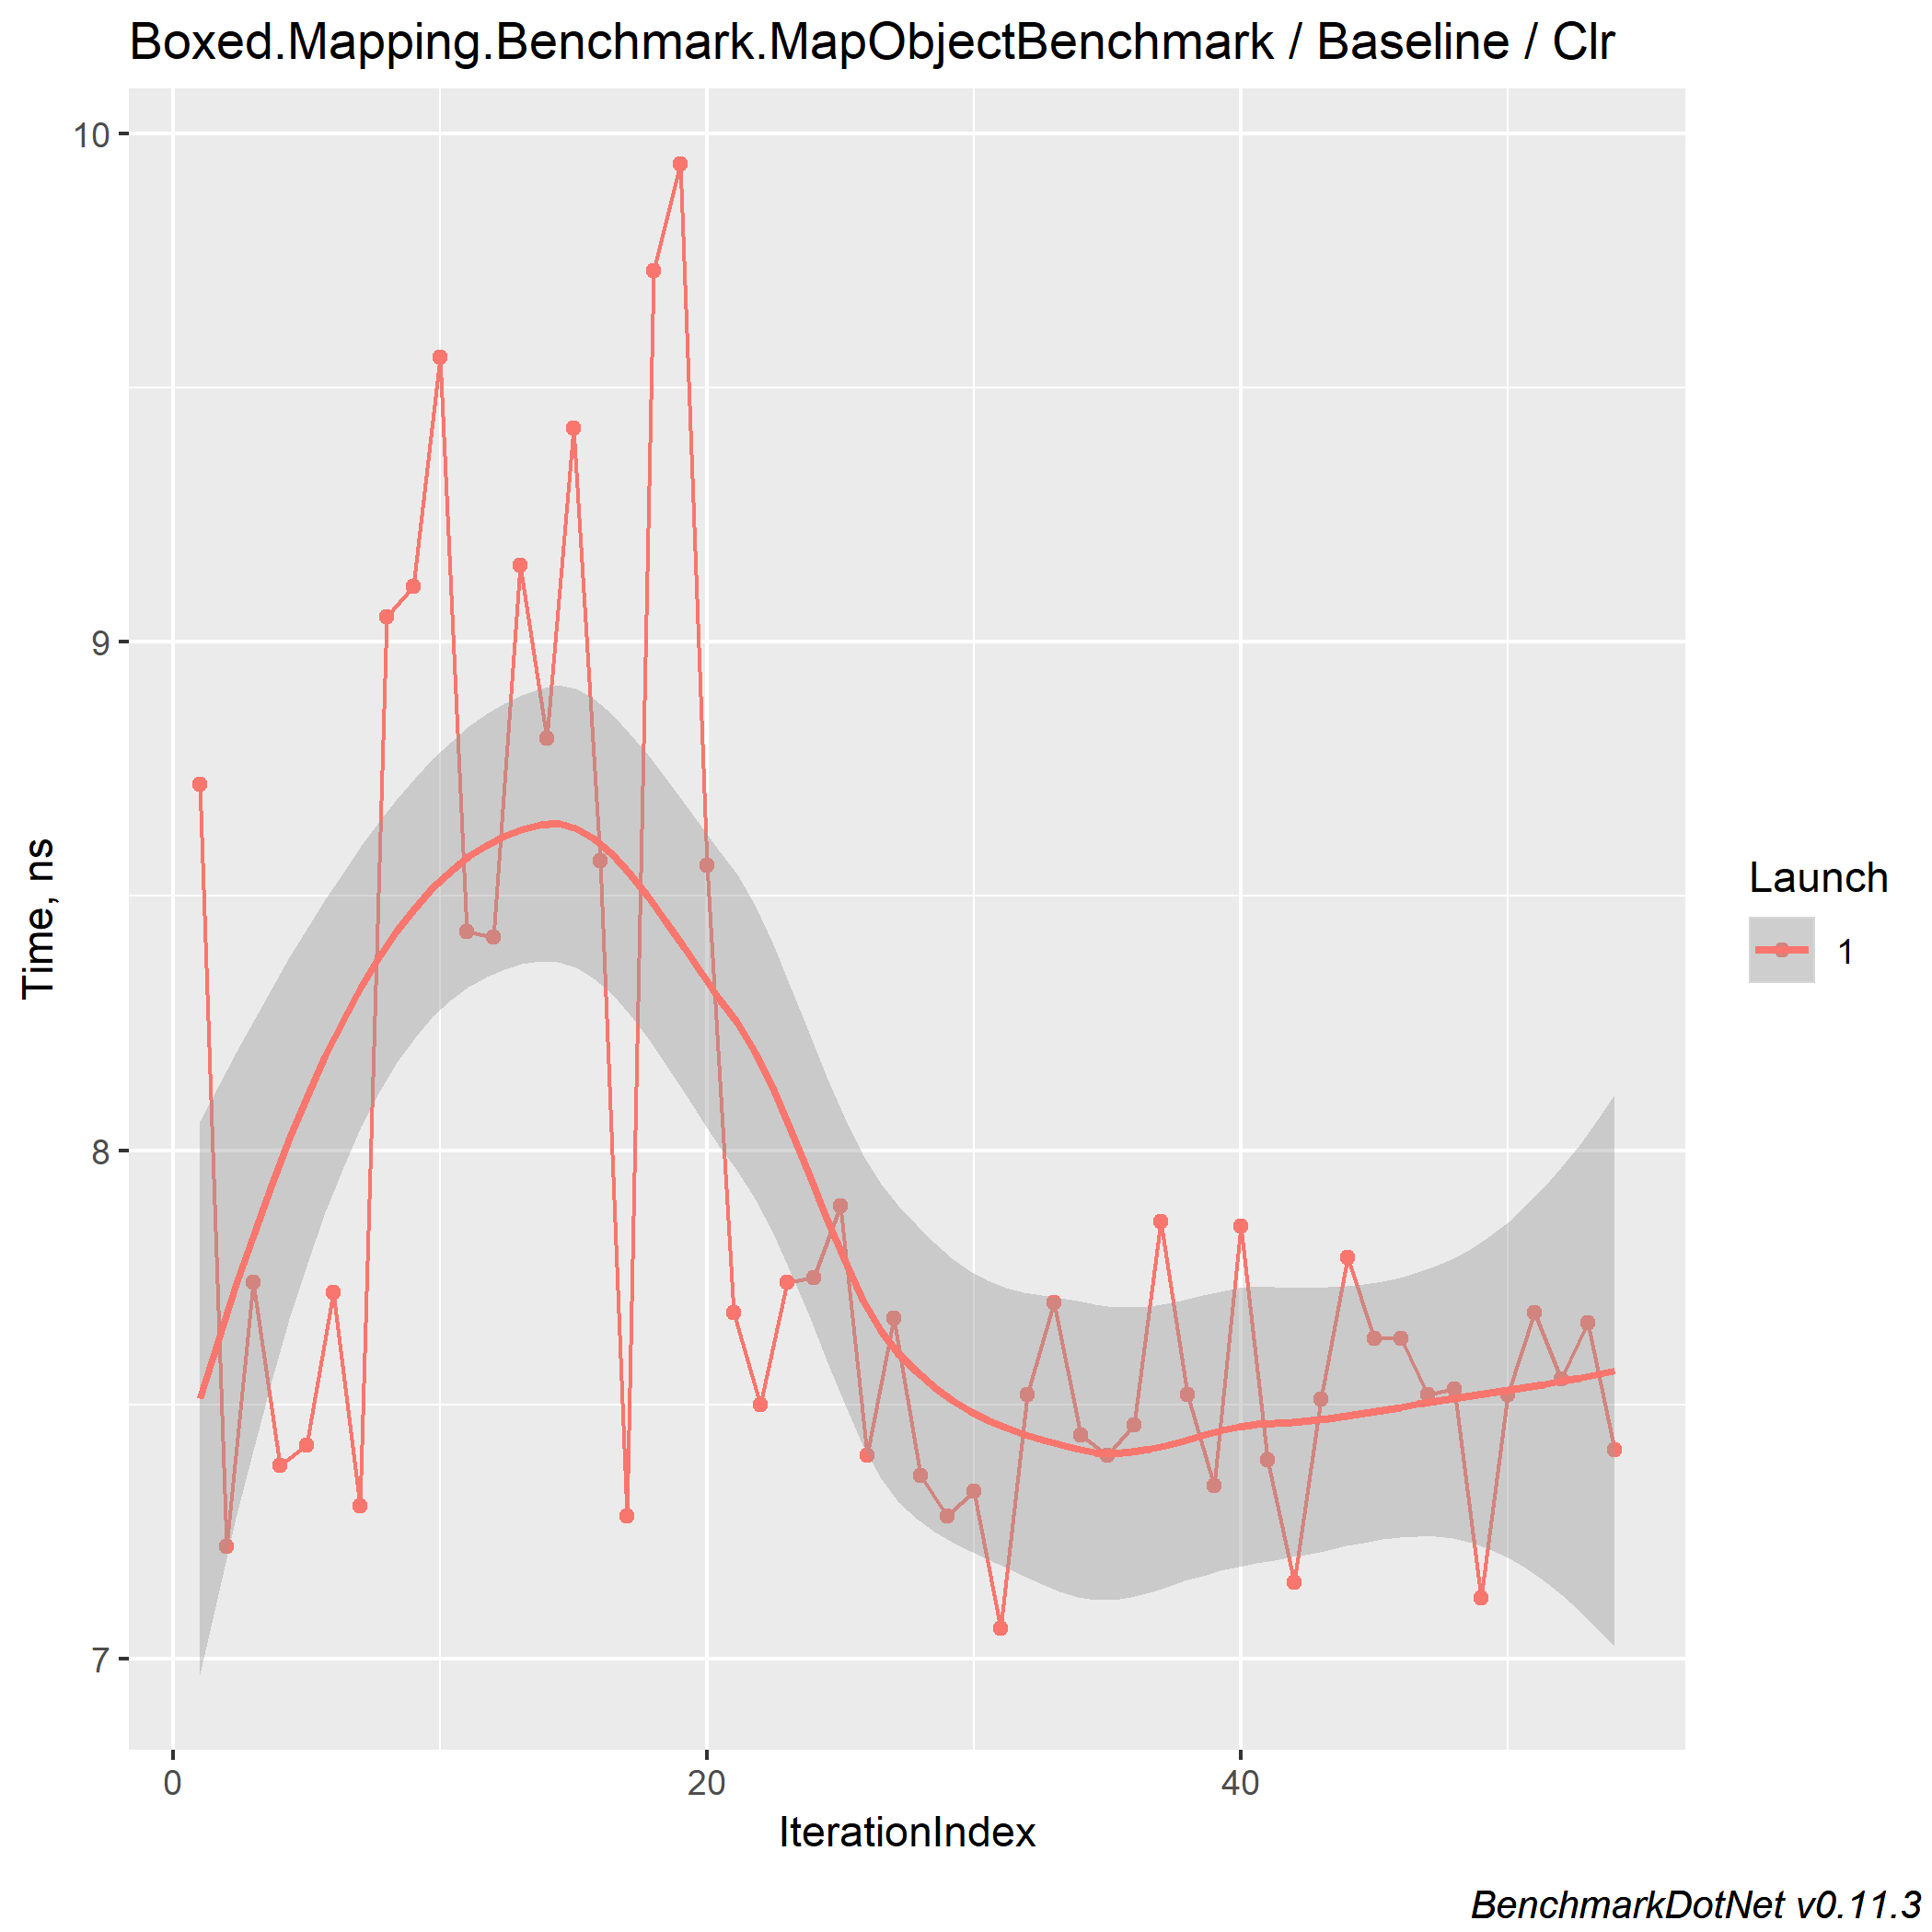 Boxed.Mapping.Benchmark.MapObjectBenchmark / Baseline / Clr
10
9
8
7
Time, ns
0 20 40
IterationIndex
Launch
1
BenchmarkDotNet v0.11.3